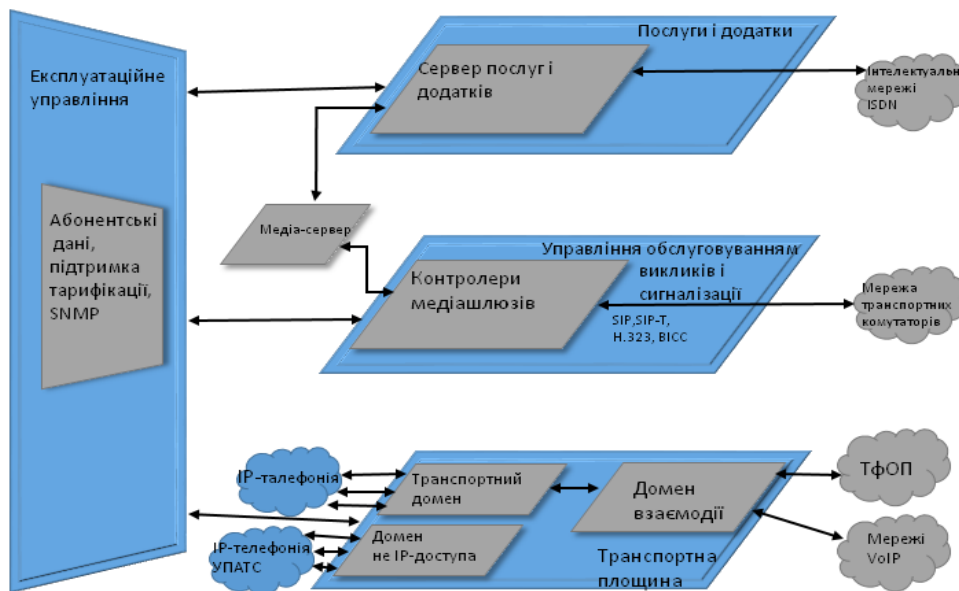 Експлуатаційне
управління
Абонентські
дані,
підтримка
тарифікації,
SNMP
Послуги і додатки
Сервер послуг і
додатків
Інтелектуальн
мережі
ISDN
Медіа-сервер
Управління обслуговуванням
викликів і
сигналізації
Контролери
медіашлюзів
SIP,SIP-T,
H.323, BICC
Мережа
транспортних
комутаторів
IP-талефонія
Транспортний
домен
Домен
взаємодії
ТфОП
IP-телефонія
УПАТС
Домен
не IP-доступа
Транспортна
площина
Мережі
VoIP